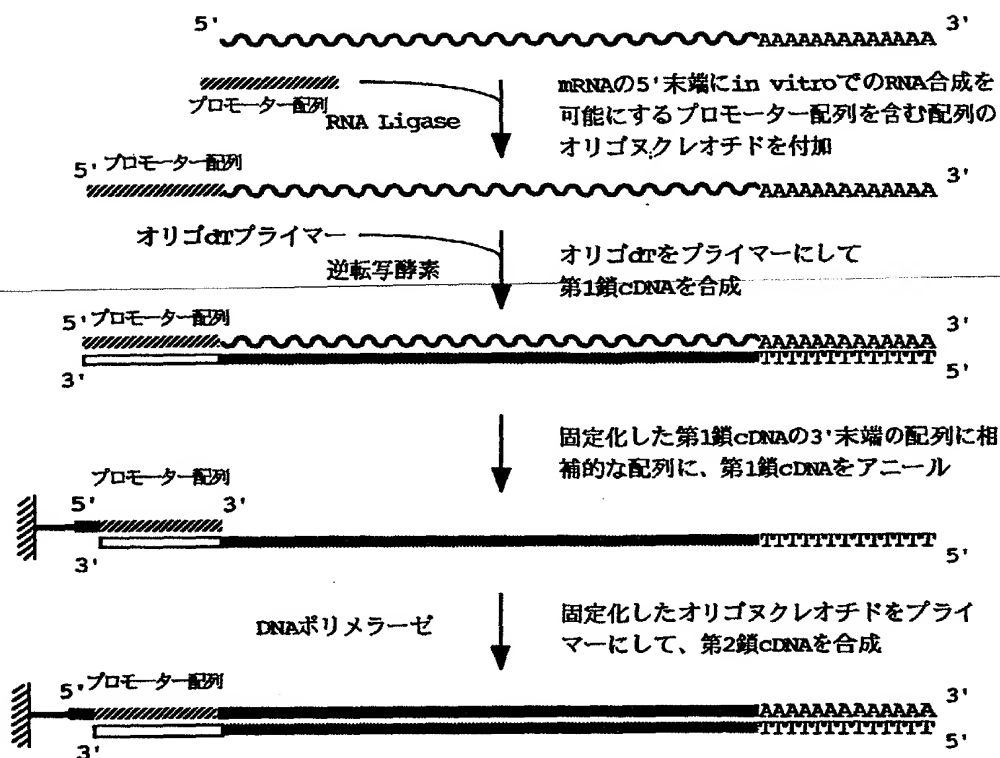 5' 3'
AAAAAAAAAAAAA
プロモーター配列
RNA Ligase
mRNAの5'末端にin vitroでのRNA合成を
可能にするプロモーター配列を含む配列の
オリゴヌクレオチドを付加
5' プロモーター配列 3'
AAAAAAAAAAAAA
オリゴdTプライマー
逆転写酵素
オリゴdTをプライマーにして
第1鎖cDNAを合成
5' プロモーター配列 3'
AAAAAAAAAAAAA
TTTTTTTTTTTTT
3' 5'
固定化した第1鎖cDNAの3'末端の配列に相
補的な配列に、第1鎖cDNAをアニール
プロモーター配列
5' 3'
TTTTTTTTTTTTT
3' 5'
DNAポリメラーゼ
固定化したオリゴヌクレオチドをプライ
マーにして、第2鎖cDNAを合成
5' プロモーター配列 3'
AAAAAAAAAAAAA
TTTTTTTTTTTTT
3' 5'